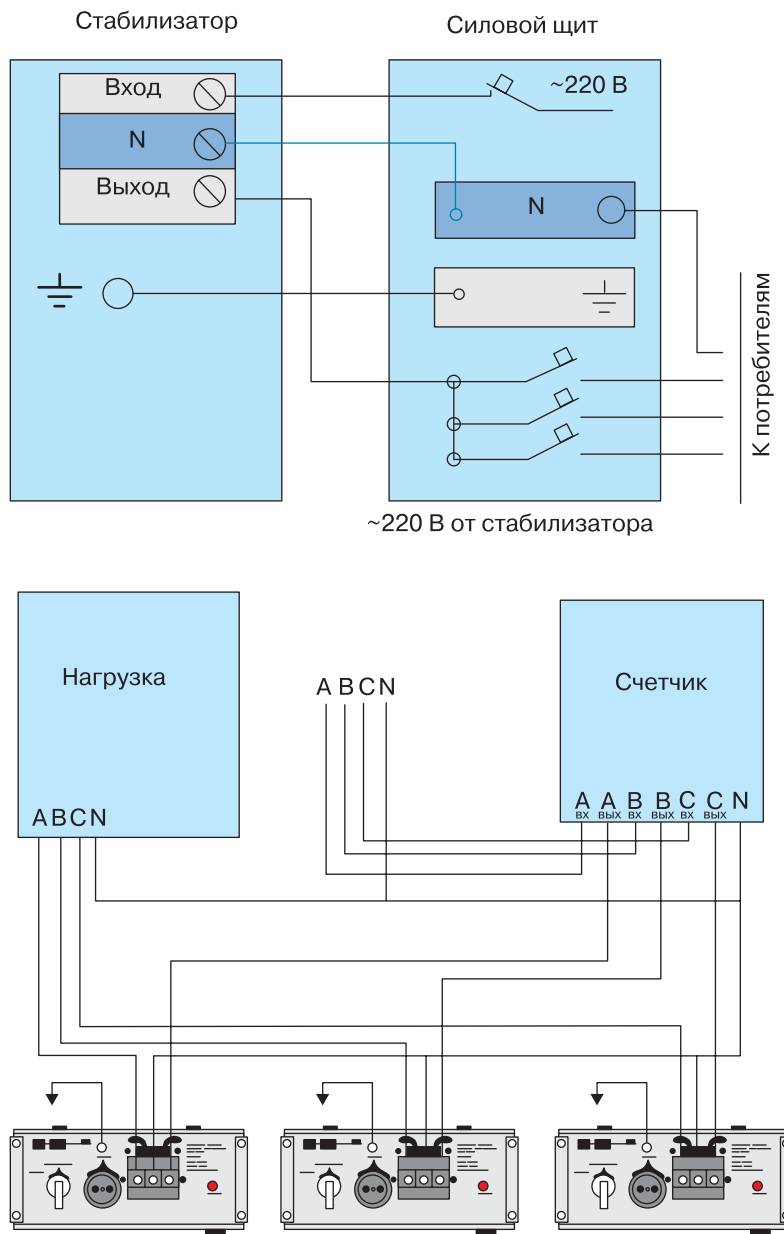 Стабилизатор
Силовой щит
Вход
~220 В
N
N
Выход
К потребителям
~220 В от стабилизатора
Нагрузка
A B C N
Счетчик
A B C N
A A B B C C N
вх вых вх вых вх вых